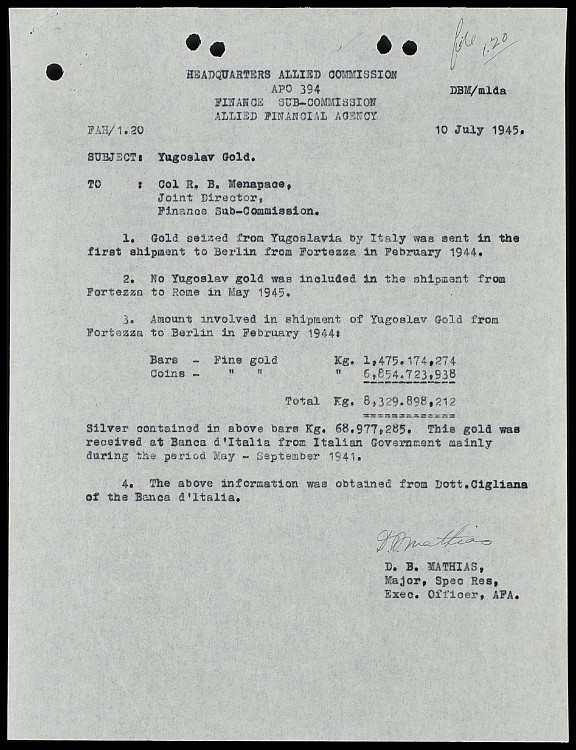 file 1.20
HEADQUARTERS ALLIED COMMISSION
APO 394
DBM/mlda
FINANCE SUB-COMMISSION
ALLIED FINANCIAL AGENCY
FAH/1.20
10 July 1945.
SUBJECT: Yugoslav Gold.
TO : Col R. B. Menapace,
Joint Director,
Finance Sub-Commission.
1. Gold seized from Yugoslavia by Italy was sent in the
first shipment to Berlin from Fortezza in February 1944.
2. No Yugoslav gold was included in the shipment from
Fortezza to Rome in May 1945.
3. Amount involved in shipment of Yugoslav Gold from
Fortezza to Berlin in February 1944:
Bars - Fine gold Kg. 1,475.174,274
Coins - " " " 6,854.723,938
Total Kg. 8,329.898,212
Silver contained in above bars Kg. 68.977,285. This gold was
received at Banca d'Italia from Italian Government mainly
during the period May - September 1941.
4. The above information was obtained from Dott.Cigliana
of the Banca d'Italia.
D.B.Mathias
D. B. MATHIAS,
Major, Spec Res,
Exec. Officer, AFA.